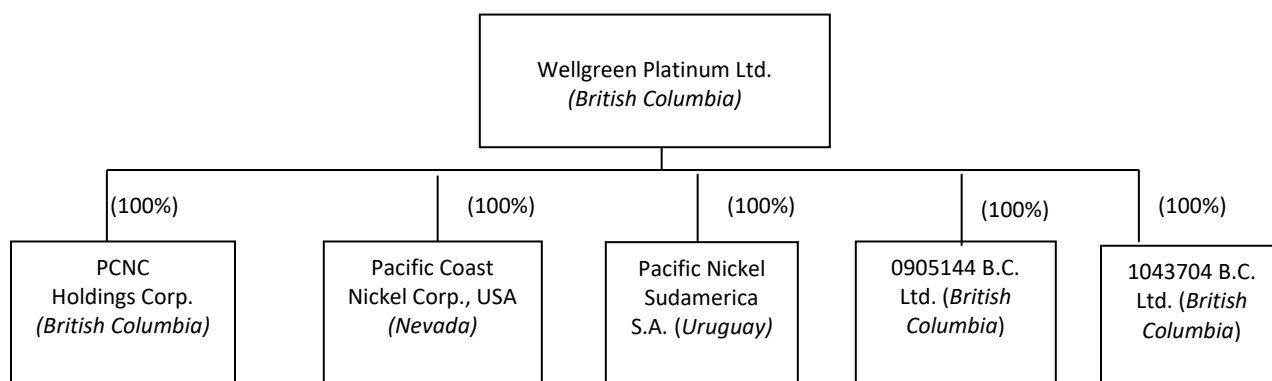 Wellgreen Platinum Ltd.
(British Columbia)
(100%)
(100%)
(100%)
(100%)
(100%)
PCNC
Holdings Corp.
(British Columbia)
Pacific Coast
Nickel Corp., USA
(Nevada)
Pacific Nickel
Sudamerica
S.A. (Uruguay)
0905144 B.C.
Ltd. (British
Columbia)
1043704 B.C.
Ltd. (British
Columbia)